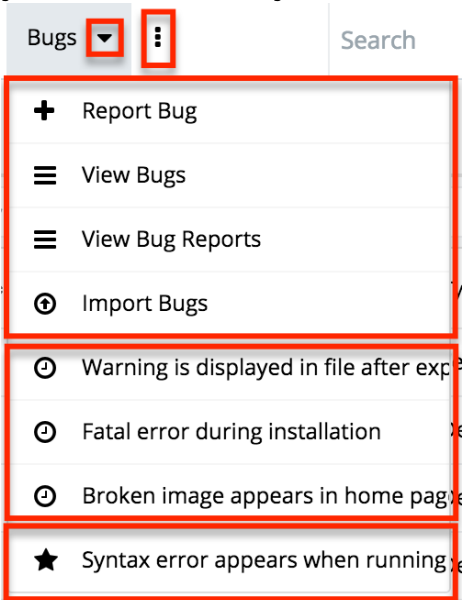 Bugs
Search
Report Bug
View Bugs
View Bug Reports
Import Bugs
Warning is displayed in file after exp
Fatal error during installation
Broken image appears in home pag
Syntax error appears when running